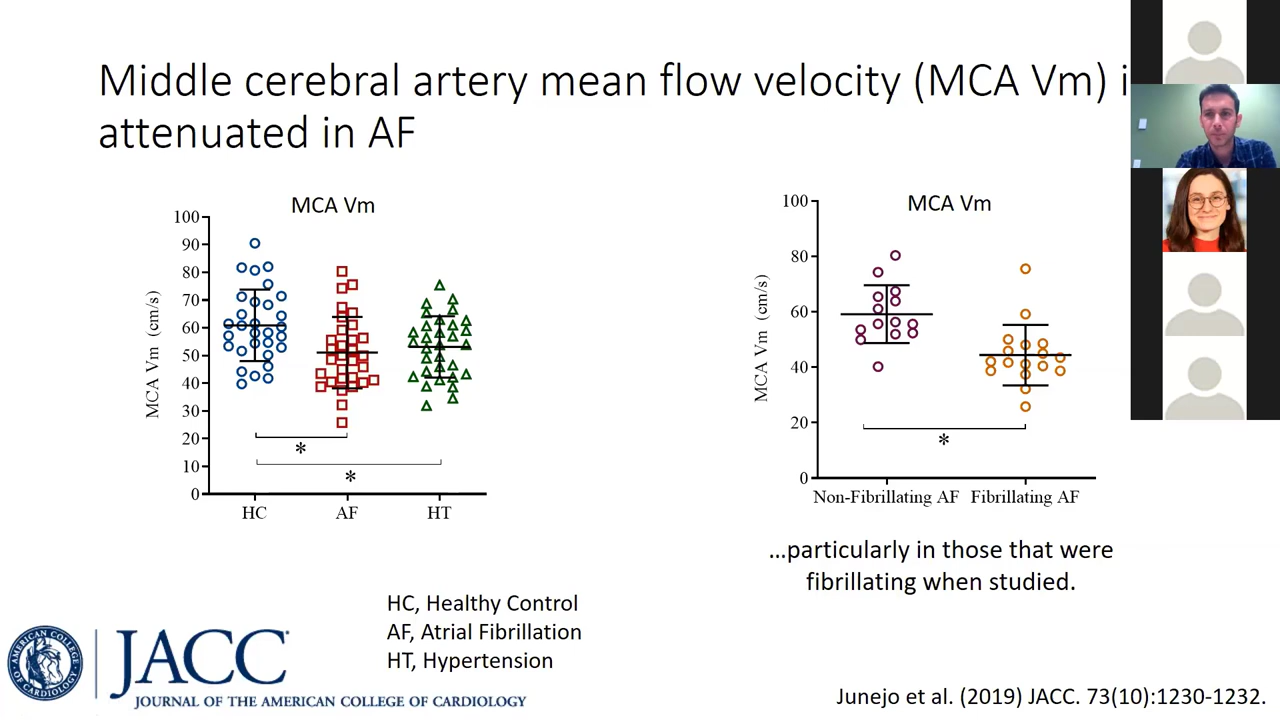 Middle cerebral artery mean flow velocity (MCA Vm) i
attenuated in AF
MCA Vm
100
90
80
70
60
50
40
30
20
10
0
MCA Vm (cm/s)
*
*
HC
AF
HT
MCA Vm
100
80
60
40
20
0
MCA Vm (cm/s)
*
Non-Fibrillating AF
Fibrillating AF
...particularly in those that were
fibrillating when studied.
HC, Healthy Control
AF, Atrial Fibrillation
HT, Hypertension
AMERICAN COLLEGE OF CARDIOLOGY
JACC
JOURNAL OF THE AMERICAN COLLEGE OF CARDIOLOGY
Junejo et al. (2019) JACC. 73(10):1230-1232.